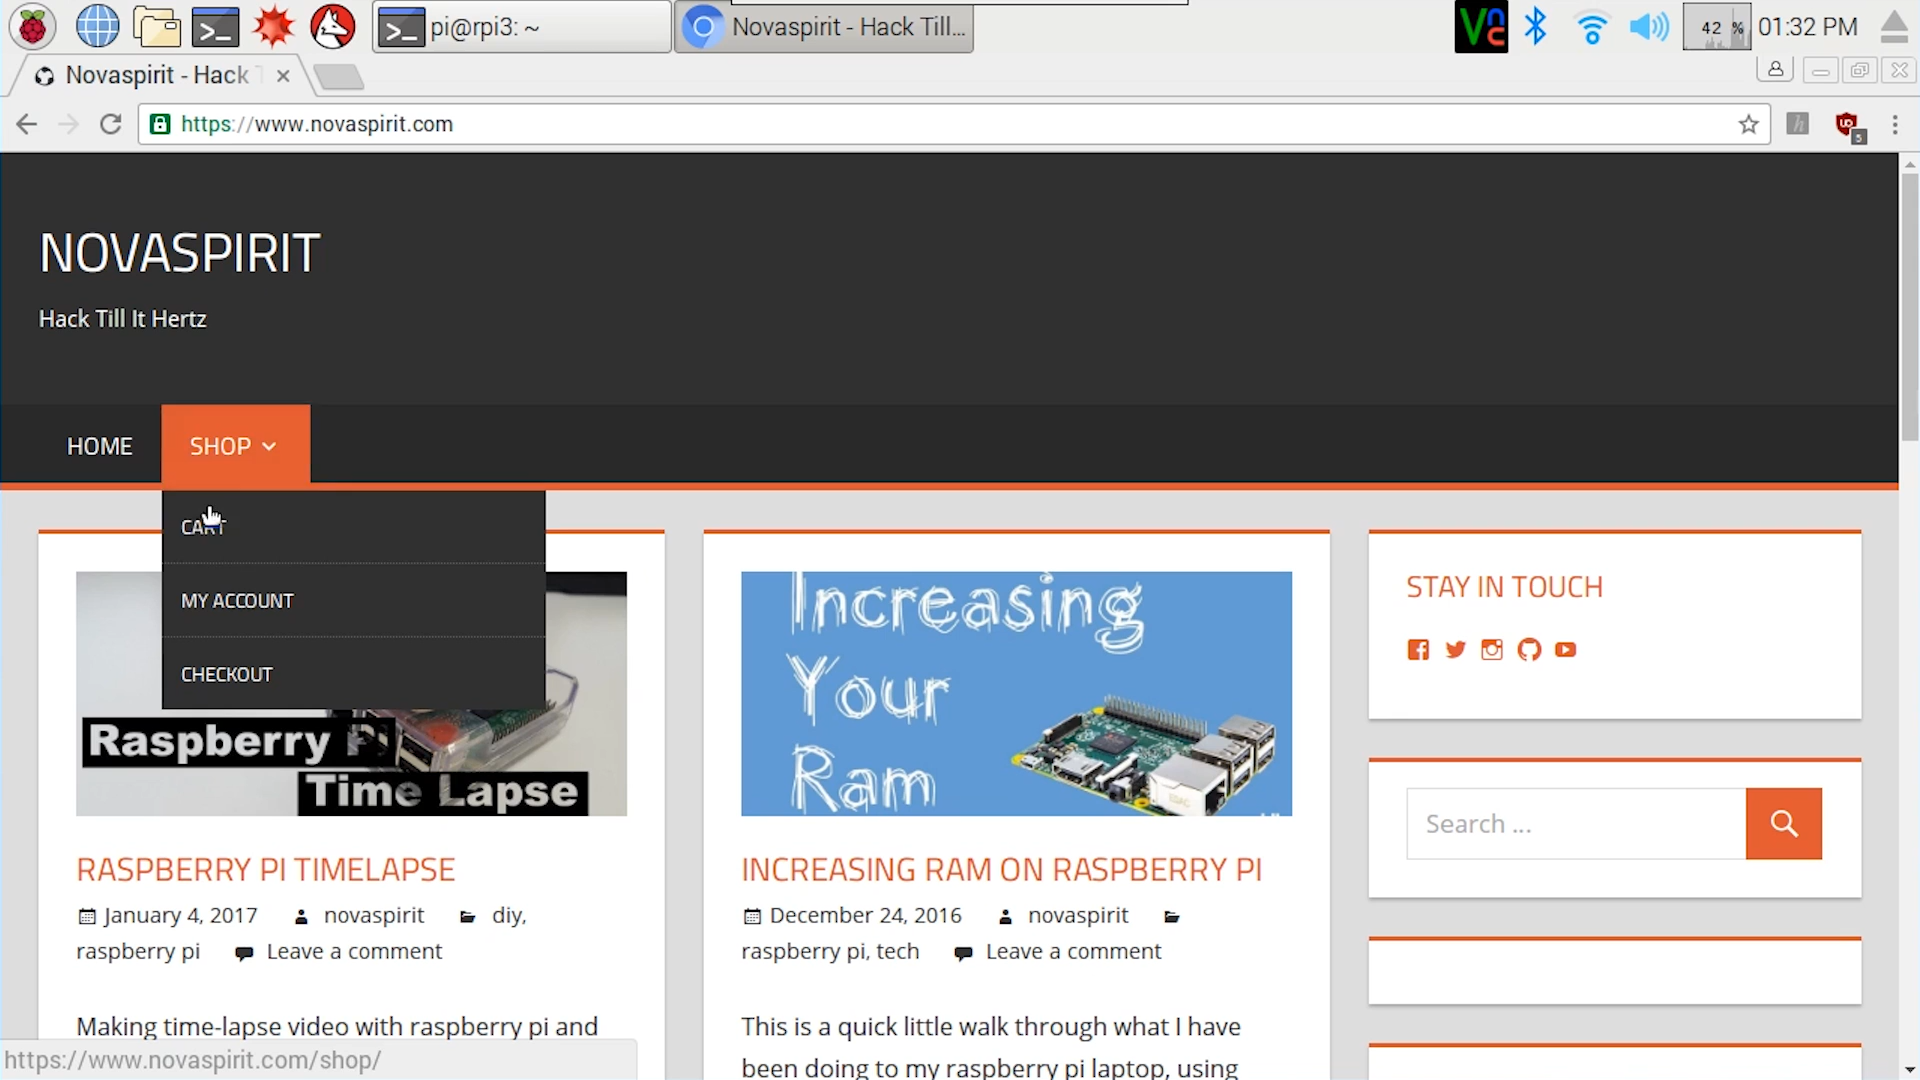 pi@rpi3: ~
Novaspirit - Hack Till...
VNC
42 %
01:32 PM
Novaspirit - Hack T
https://www.novaspirit.com
h
UD
5
NOVASPIRIT
Hack Till It Hertz
HOME
SHOP
CART
MY ACCOUNT
CHECKOUT
Raspberry Pi
Time Lapse
Increasing
Your
Ram
STAY IN TOUCH
Search ...
RASPBERRY PI TIMELAPSE
January 4, 2017 novaspirit diy,
raspberry pi Leave a comment
Making time-lapse video with raspberry pi and
INCREASING RAM ON RASPBERRY PI
December 24, 2016 novaspirit
raspberry pi, tech Leave a comment
This is a quick little walk through what I have
been doing to my raspberry pi laptop, using
https://www.novaspirit.com/shop/